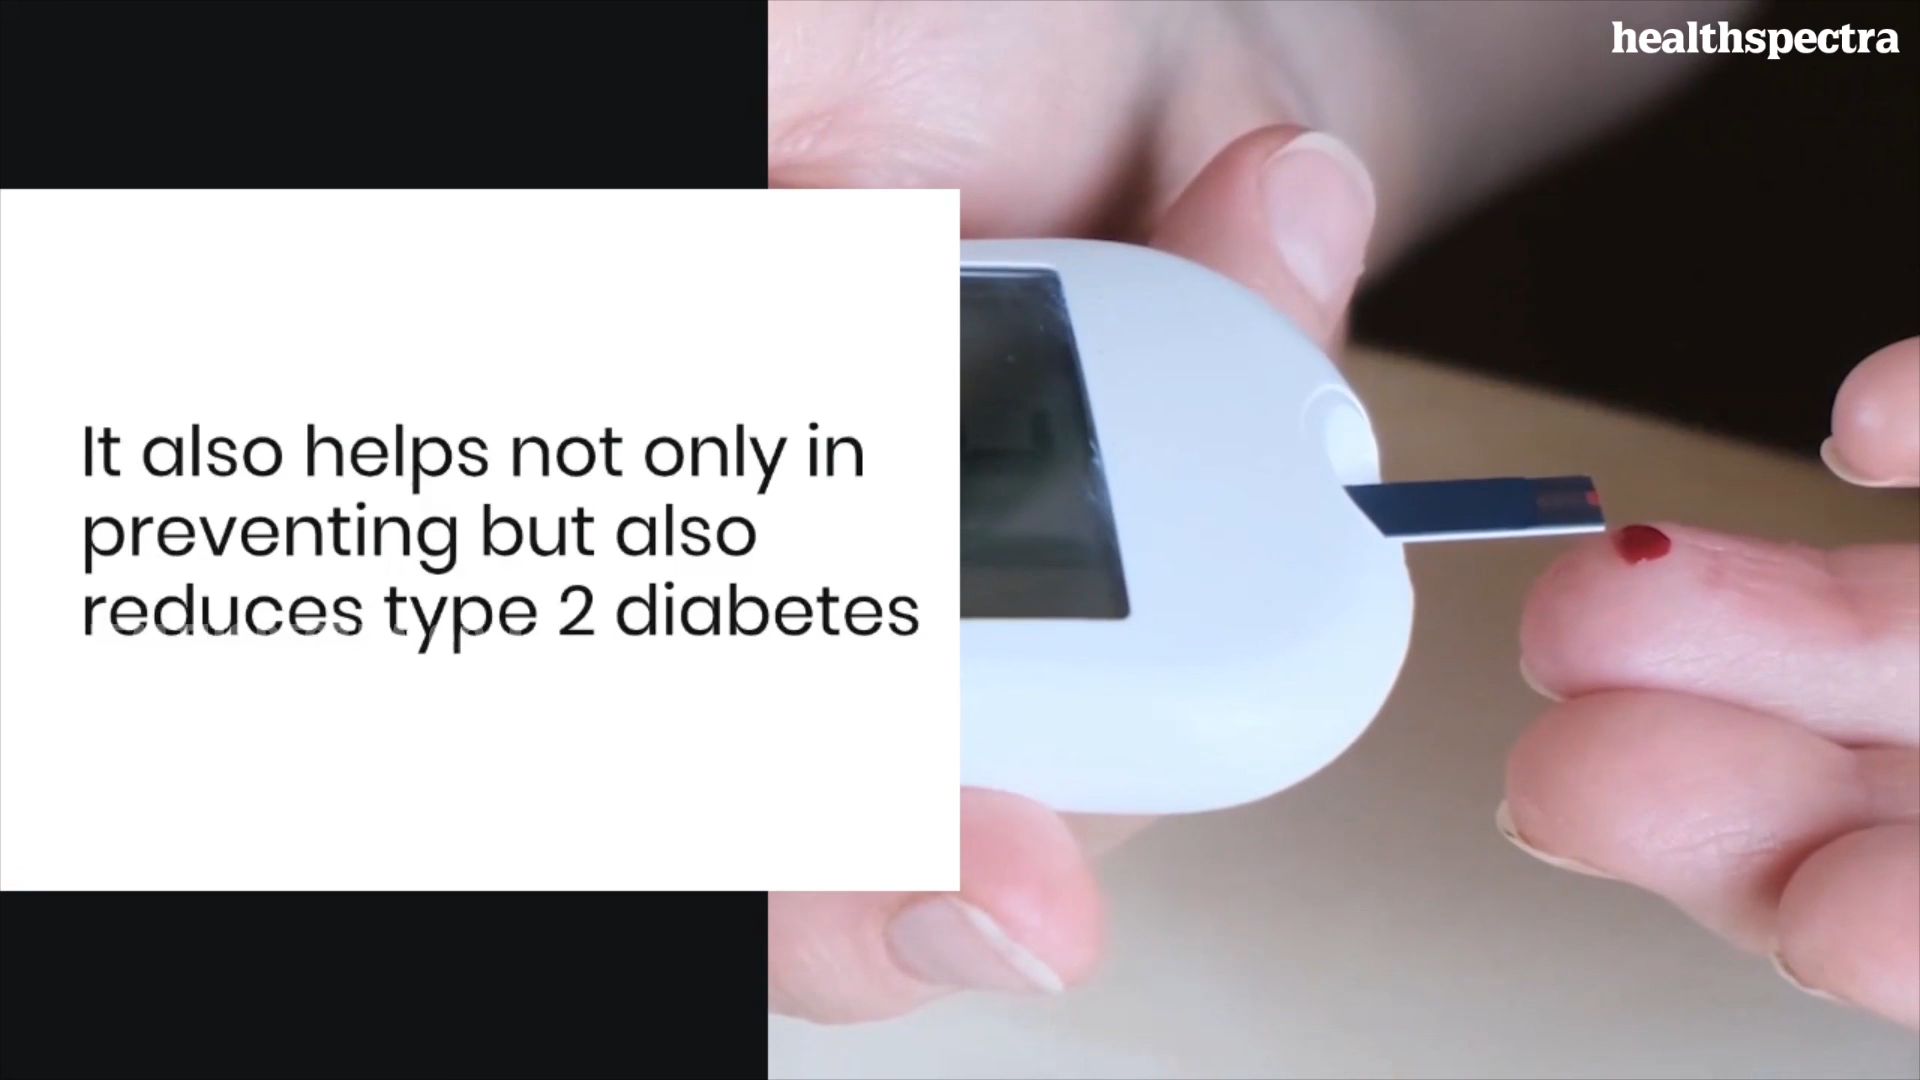 healthspectra
It also helps not only in
preventing but also
reduces type 2 diabetes